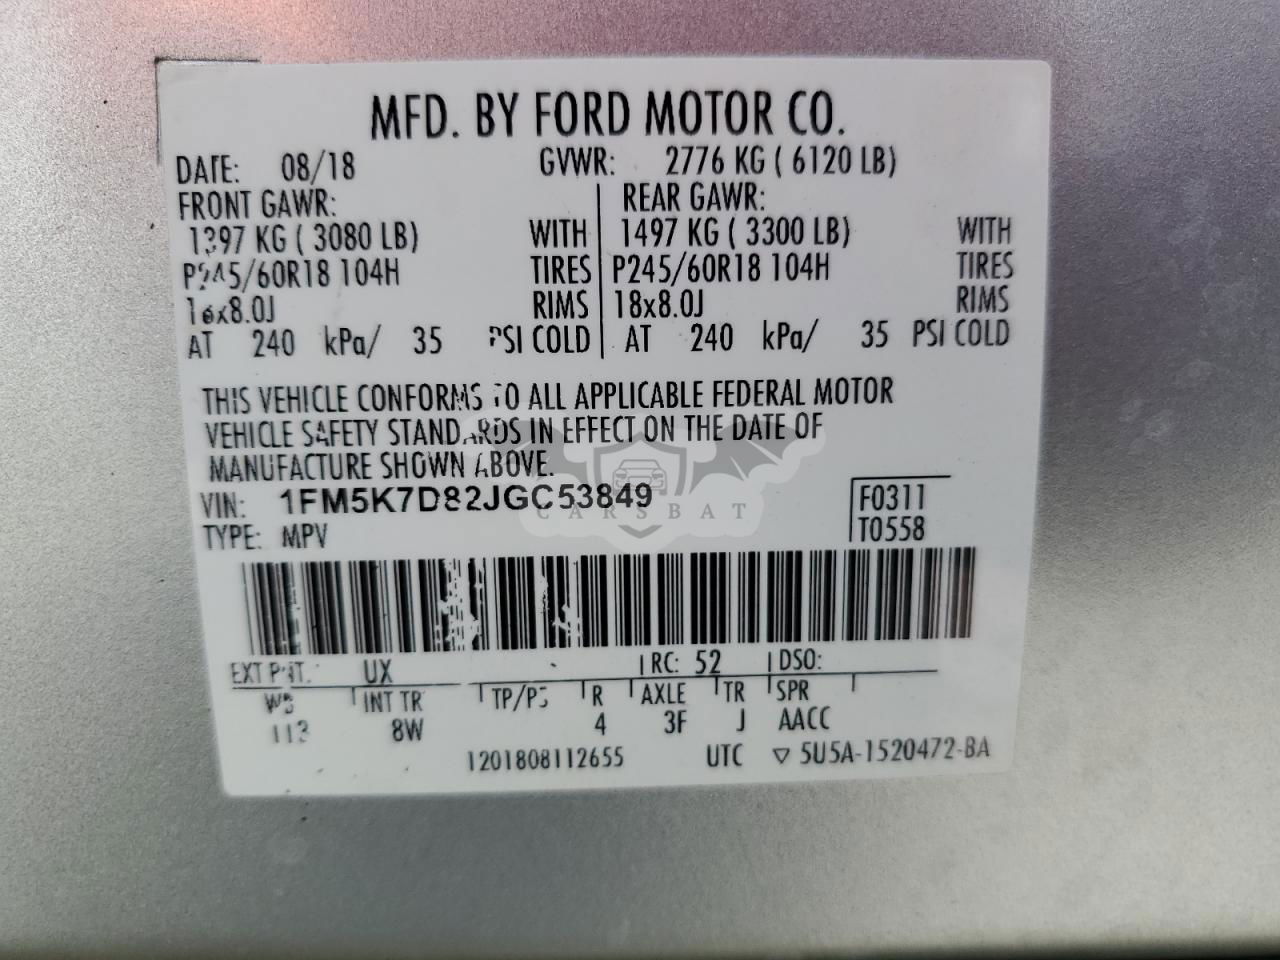 MFD. BY FORD MOTOR CO.
DATE: 08/18 GVWR: 2776 KG ( 6120 LB)
FRONT GAWR: REAR GAWR:
1397 KG ( 3080 LB) WITH 1497 KG ( 3300 LB) WITH
P245/60R18 104H TIRES P245/60R18 104H TIRES
18x8.0J RIMS 18x8.0J RIMS
AT 240 kPa/ 35 PSI COLD AT 240 kPa/ 35 PSI COLD
THIS VEHICLE CONFORMS TO ALL APPLICABLE FEDERAL MOTOR
VEHICLE SAFETY STANDARDS IN EFFECT ON THE DATE OF
MANUFACTURE SHOWN ABOVE.
VIN: 1FM5K7D82JGC53849 F0311
CARSBAT
TYPE: MPV T0558
EXT PNT: UX RC: 52 DSO:
WB INT TR TP/PS R AXLE TR SPR
113 8W 4 3F J AACC
1201808112655 UTC ▽ 5U5A-1520472-BA